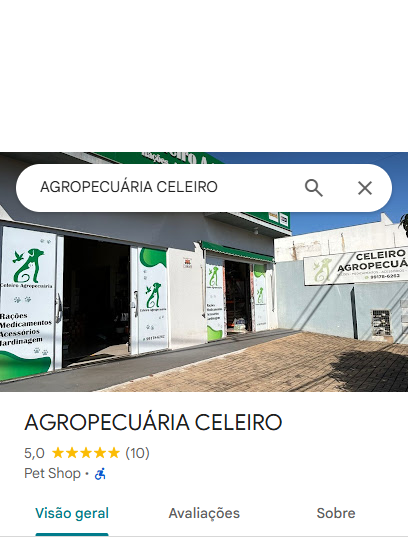 AGROPECUÁRIA CELEIRO
Celeiro Agropecuária
Rações
Medicamentos
Acessórios
Jardinagem
CELEIRO
AGROPECUÁ
AGROPECUÁRIA CELEIRO
5,0 (10)
Pet Shop •
Visão geral
Avaliações
Sobre